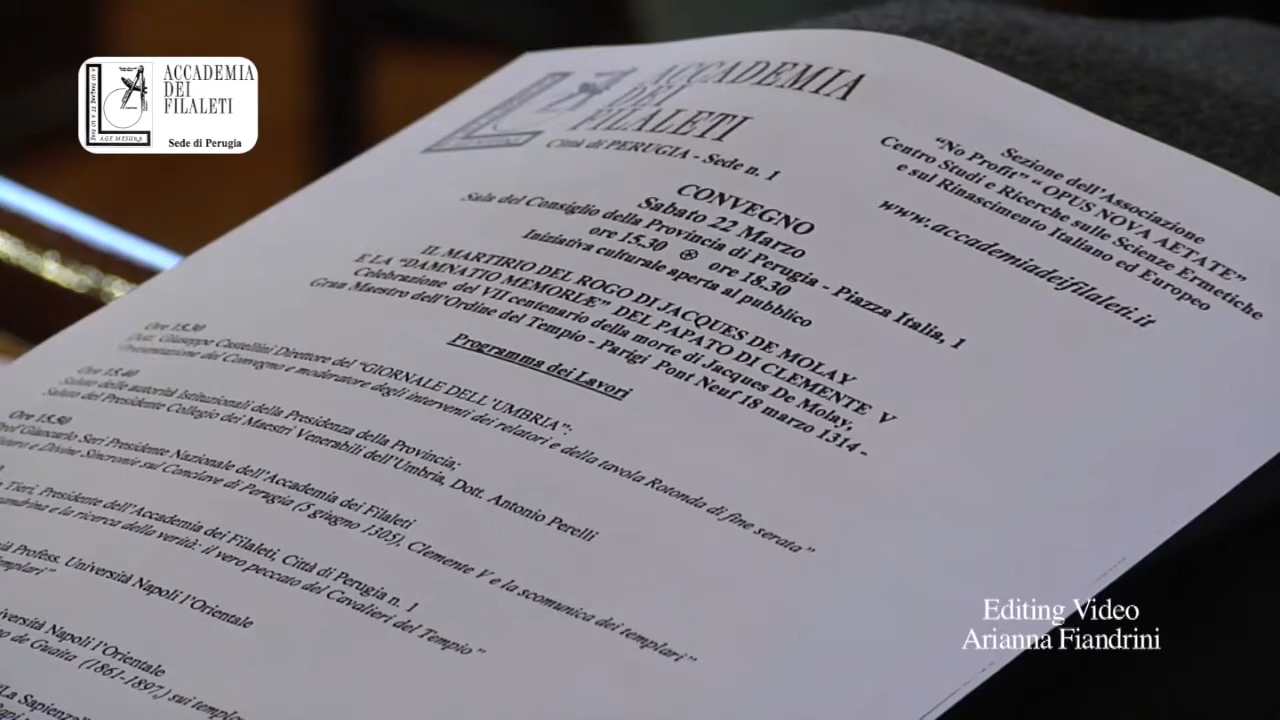 ACCADEMIA
DEI
FILALETI
Sede di Perugia
AGE MESURA
ACCADEMIA
DEI
FILALETI
Città di PERUGIA - Sede n. 1
Sezione dell'Associazione
"No Profit" " OPUS NOVA AETATE"
Centro Studi e Ricerche sulle Scienze Ermetiche
e sul Rinascimento Italiano ed Europeo
www.accademiadeifilaleti.it
CONVEGNO
Sabato 22 Marzo
Sala del Consiglio della Provincia di Perugia - Piazza Italia, 1
ore 15.30 ore 18.30
Iniziativa culturale aperta al pubblico
IL MARTIRIO DEL ROGO DI JACQUES DE MOLAY
E LA "DAMNATIO MEMORIÆ" DEL PAPATO DI CLEMENTE V
Celebrazione del VII centenario della morte di Jacques De Molay,
Gran Maestro dell'Ordine del Tempio - Parigi Pont Neuf 18 marzo 1314 -
Programma dei Lavori
Ore 15.30
Dott. Giuseppe Castellini Direttore del "GIORNALE DELL'UMBRIA":
Presentazione del Convegno e moderatore degli interventi dei relatori e della tavola Rotonda di fine serata"
Ore 15.40
Saluto delle autorità Istituzionali della Presidenza della Provincia;
Saluto del Presidente Collegio dei Maestri Venerabili dell'Umbria, Dott. Antonio Perelli
Ore 15.50
Prof Giancarlo Seri Presidente Nazionale dell'Accademia dei Filaleti
e Divine Sincronie sul Conclave di Perugia (5 giugno 1305), Clemente V e la scomunica dei templari"
Tieri, Presidente dell'Accademia dei Filaleti, Città di Perugia n. 1
e la ricerca della verità: il vero peccato del Cavalieri del Tempio"
già Profess. Università Napoli l'Orientale
Templari"
Università Napoli l'Orientale
de Guaita (1861-1897,) sui
"La Sapienza"
Editing Video
Arianna Fiandrini